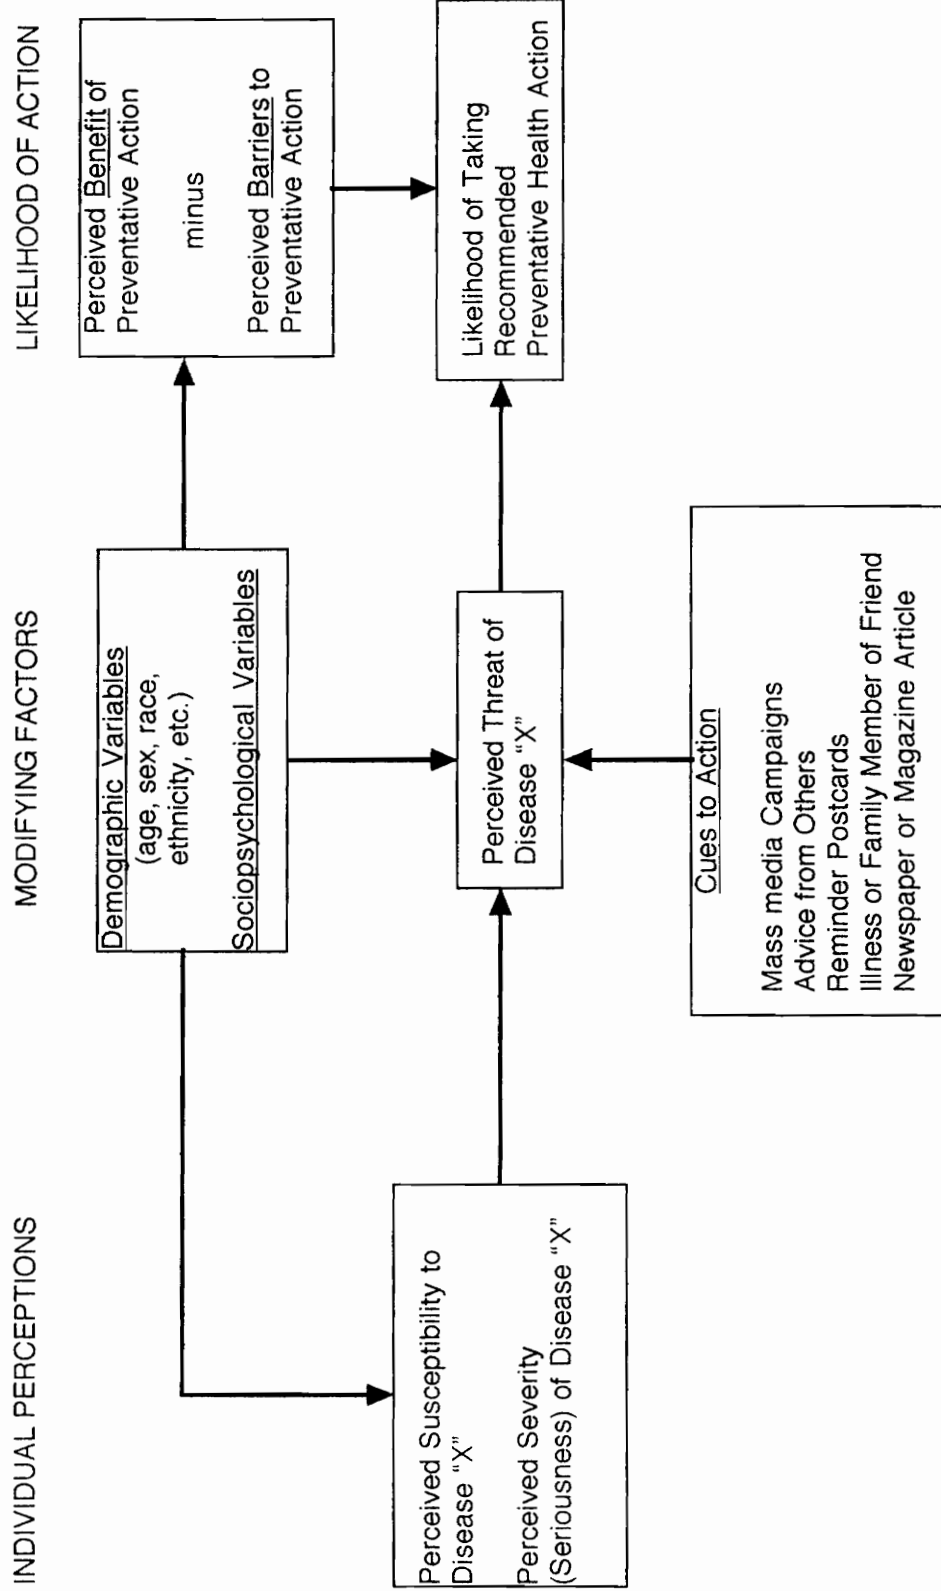 INDIVIDUAL PERCEPTIONS
MODIFYING FACTORS
LIKELIHOOD OF ACTION
Demographic Variables
(age, sex, race,
ethnicity, etc.)
Sociopsychological Variables
Perceived Benefit of
Preventative Action
minus
Perceived Barriers to
Preventative Action
Perceived Susceptibility to
Disease “X”
Perceived Severity
(Seriousness) of Disease “X”
Perceived Threat of
Disease “X”
Likelihood of Taking
Recommended
Preventative Health Action
Cues to Action
Mass media Campaigns
Advice from Others
Reminder Postcards
Illness or Family Member of Friend
Newspaper or Magazine Article